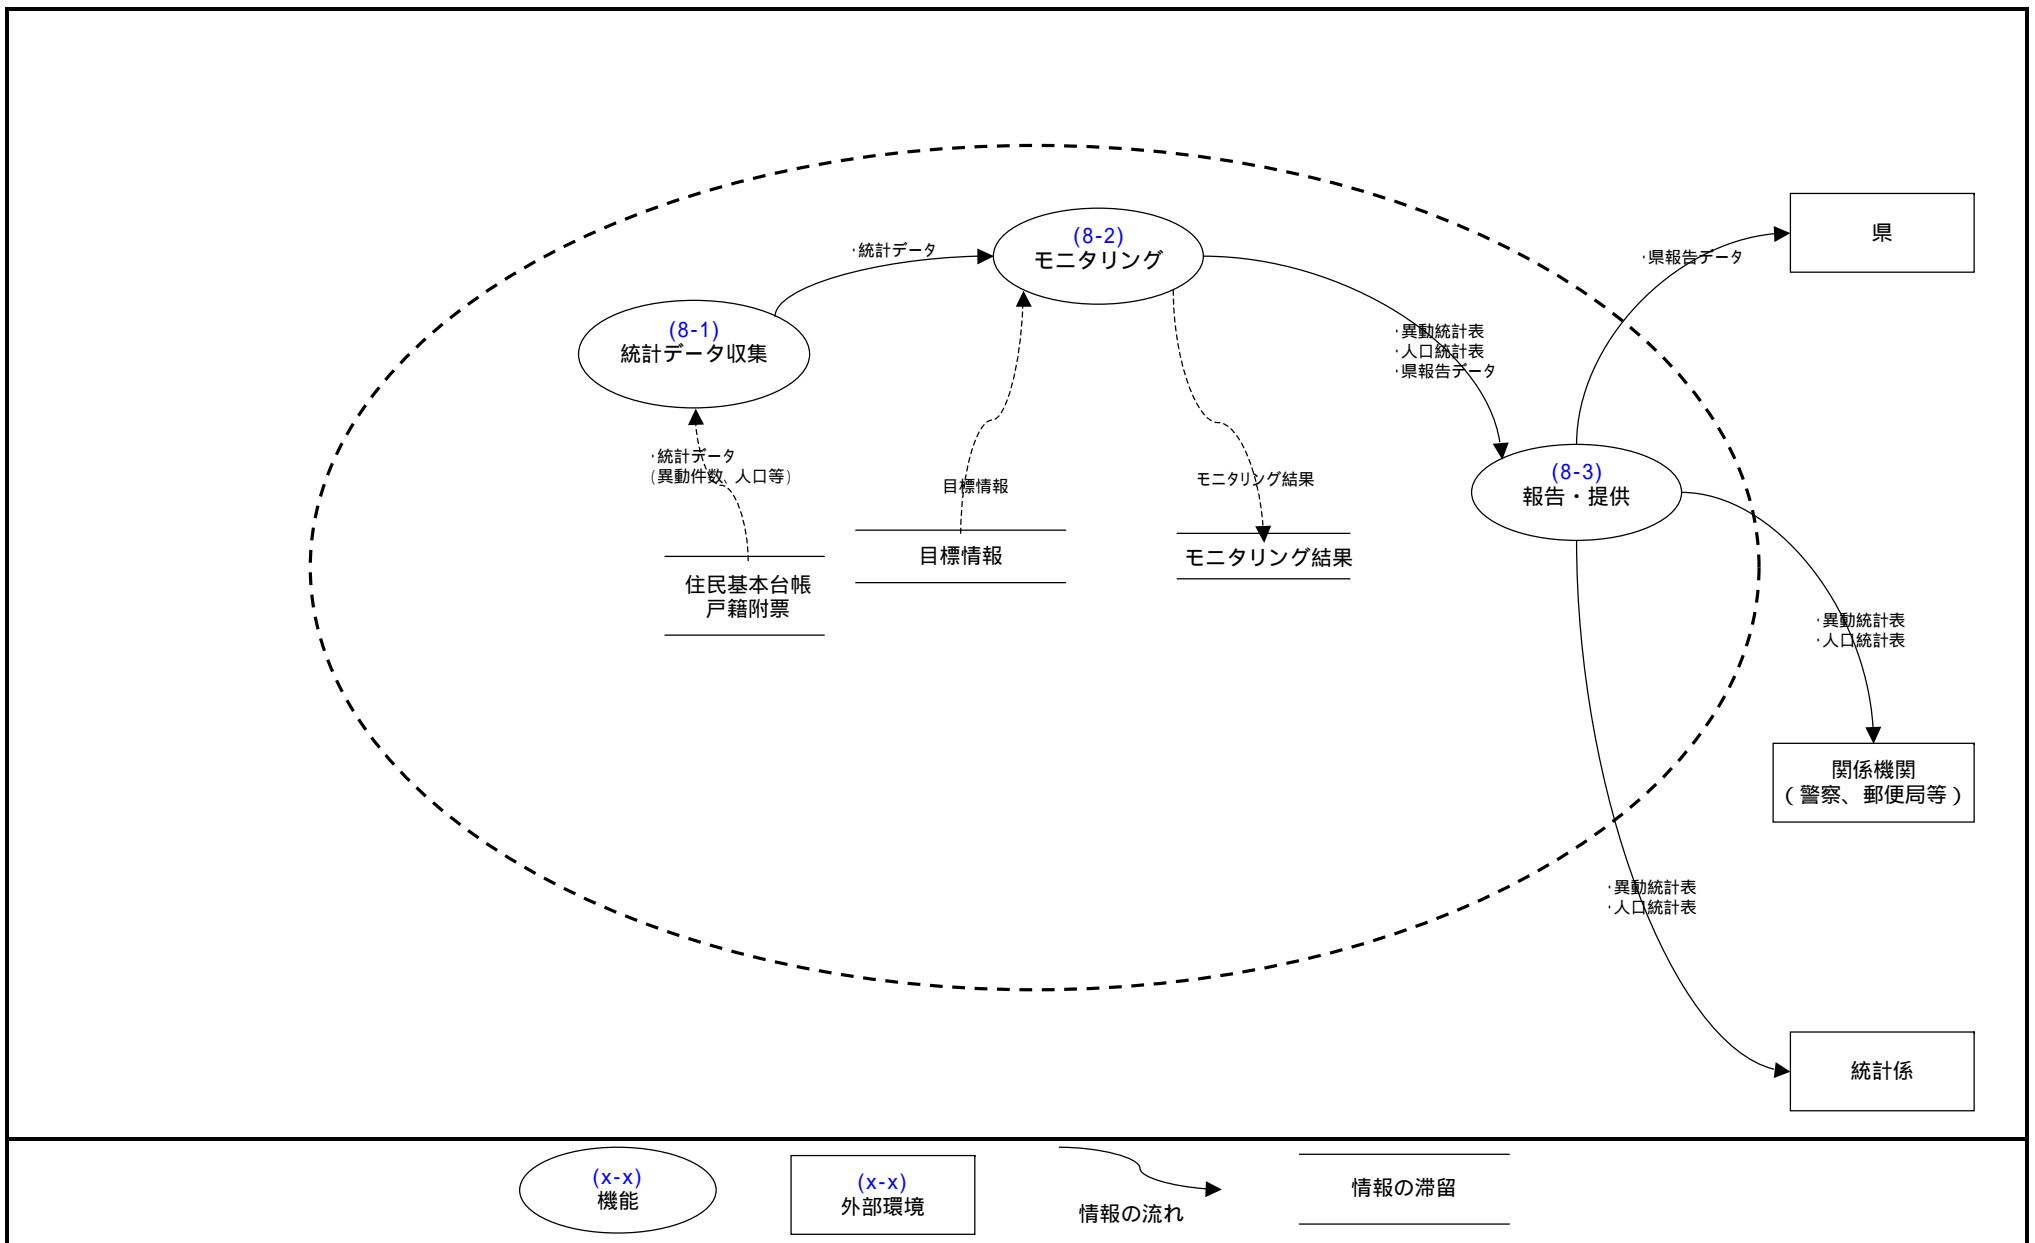 (8-2)
モニタリング
・統計データ
県
・県報告データ
(8-1)
統計データ収集
・異動統計表
・人口統計表
・県報告データ
・統計データ
(異動件数、人口等)
目標情報
モニタリング結果
(8-3)
報告・提供
目標情報
モニタリング結果
住民基本台帳
戸籍附票
・異動統計表
・人口統計表
関係機関
(警察、郵便局等)
・異動統計表
・人口統計表
統計係
(x-x)
機能
(x-x)
外部環境
情報の流れ
情報の滞留